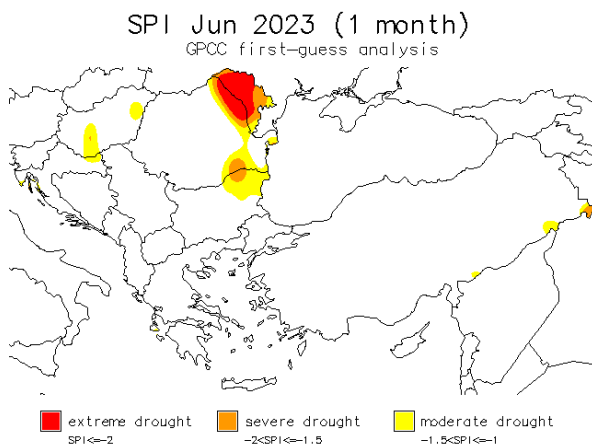 SPI Jun 2023 (1 month)
GPCC first-guess analysis
extreme drought severe drought moderate drought
SPI<=-2 -2<SPI<=-1.5 -1.5<SPI<=-1